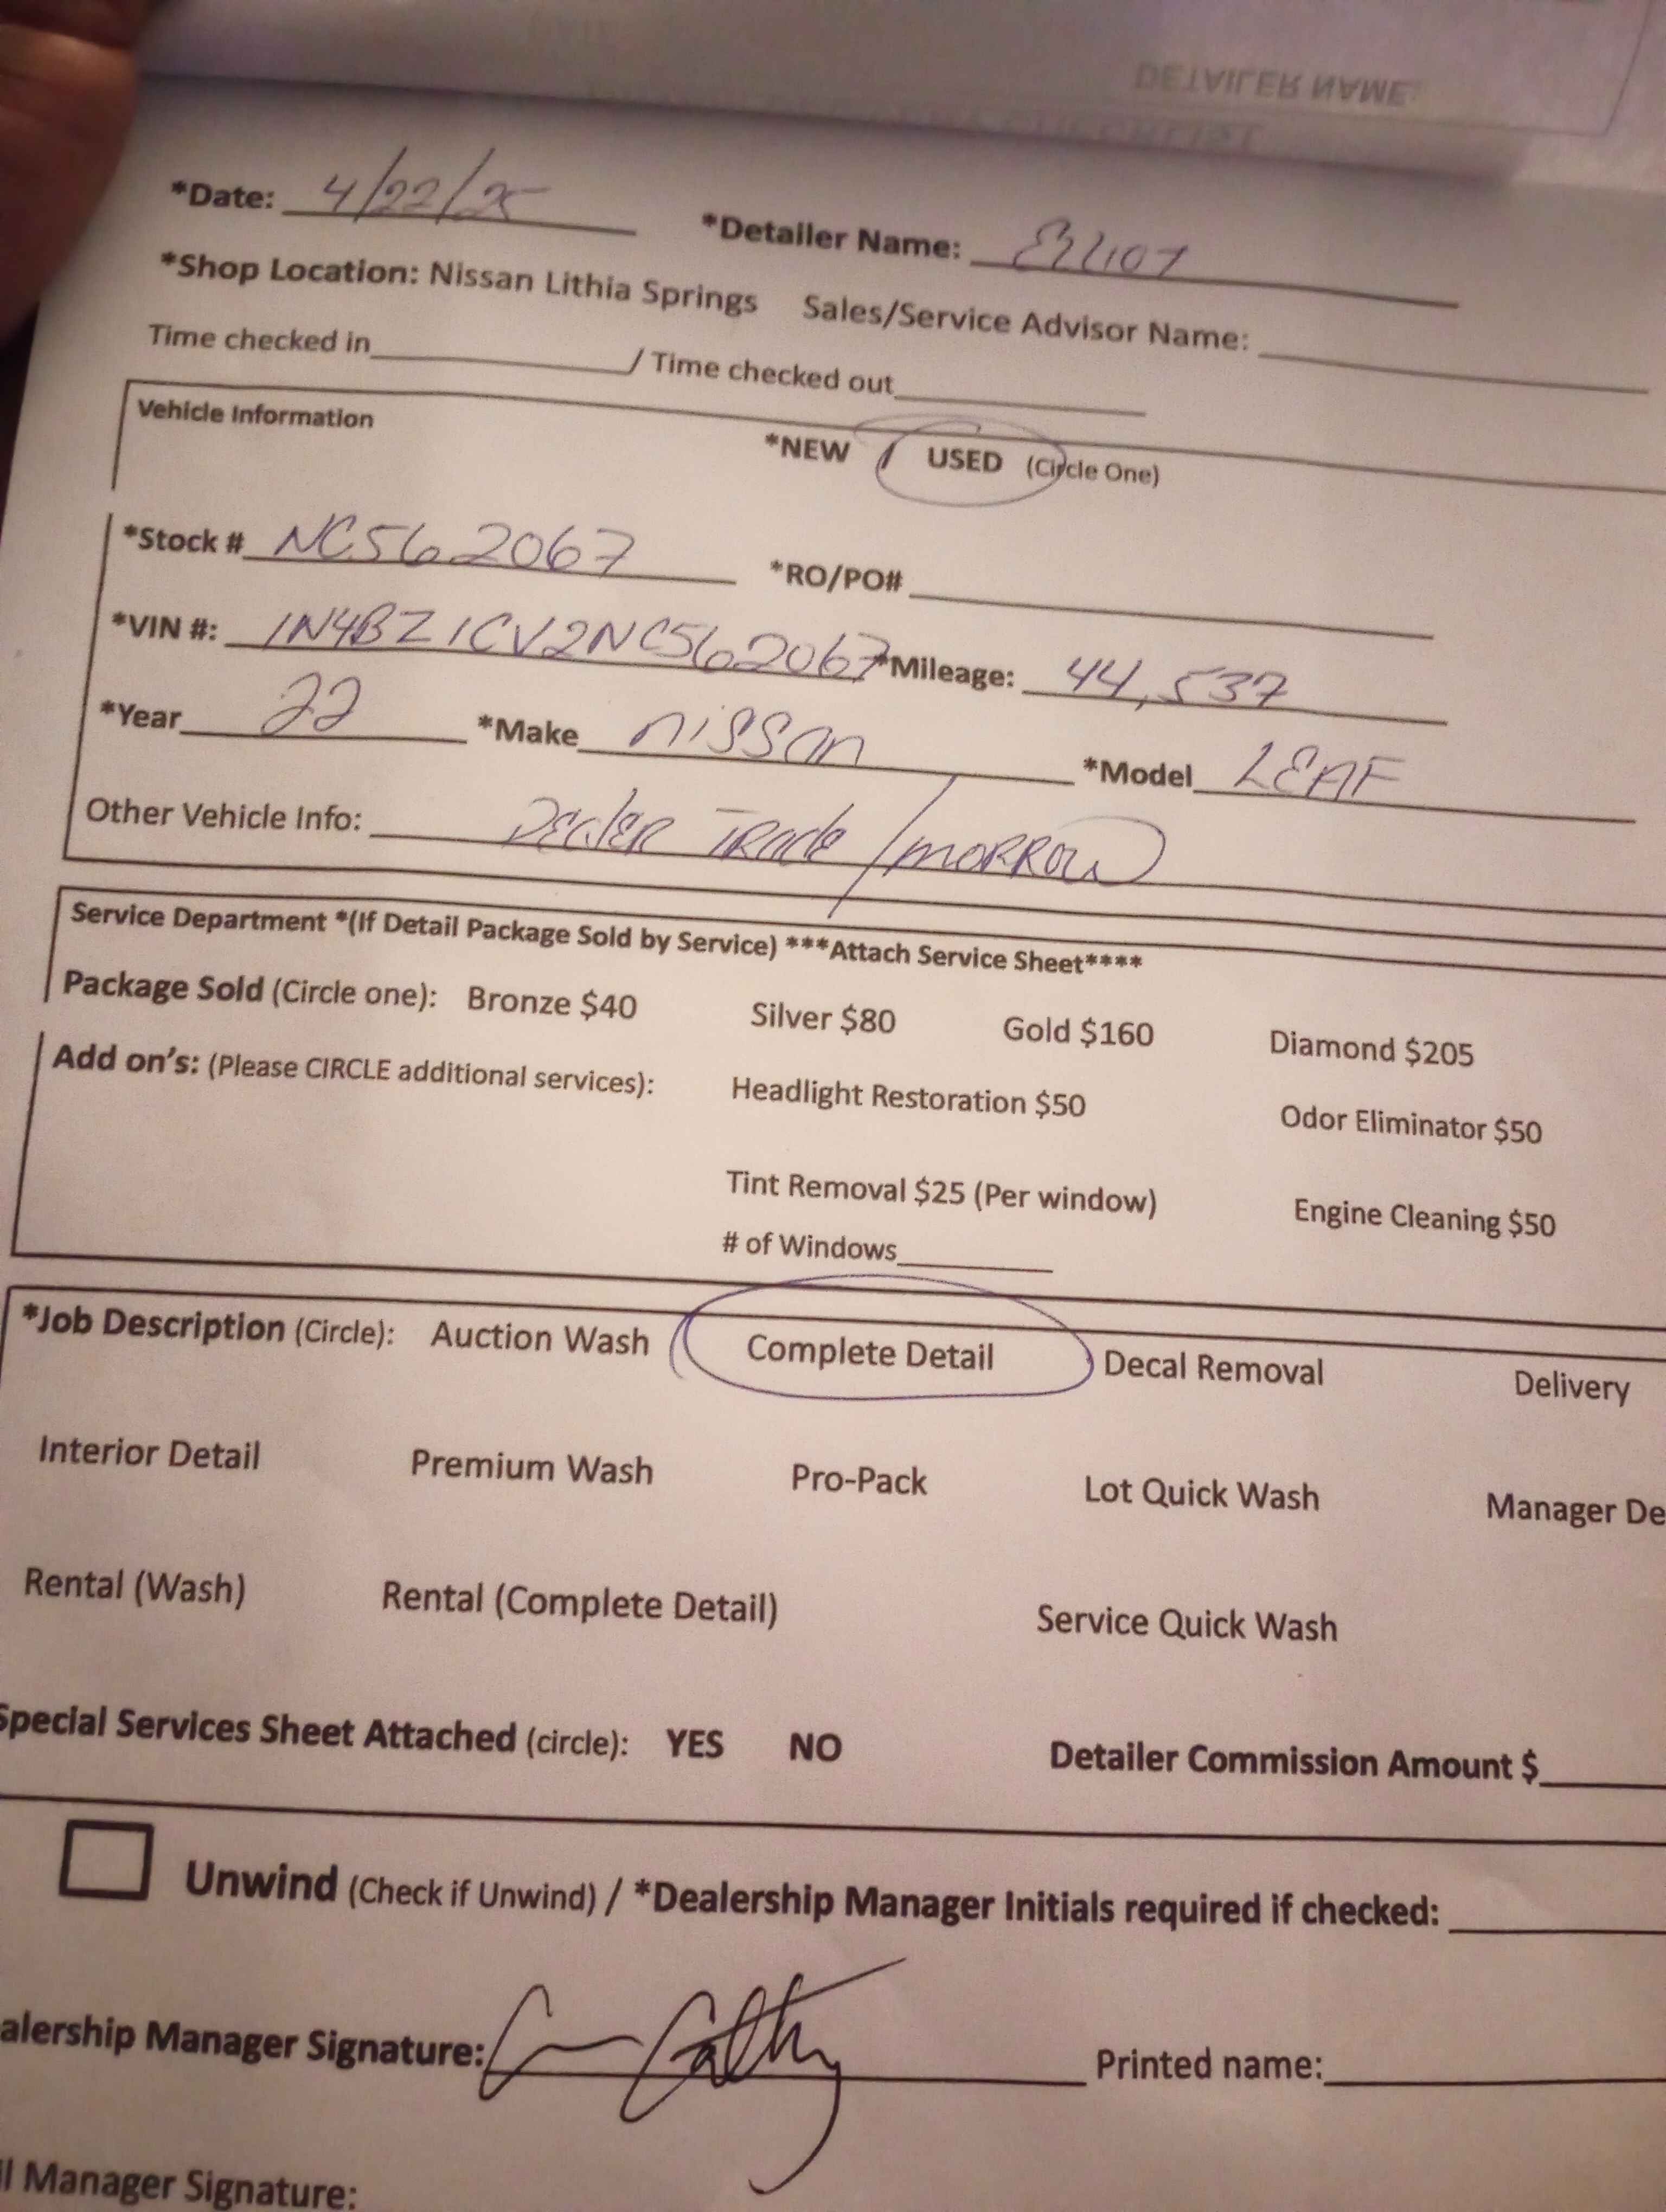 DETAILER NAME:
CHECKLIST
*Date: 4/22/25 *Detailer Name: Elliot
*Shop Location: Nissan Lithia Springs Sales/Service Advisor Name:
Time checked in / Time checked out
Vehicle Information
*NEW / USED (Circle One)
*Stock # NC562067 *RO/PO#
*VIN #: 1N4BZ1CV2NC562067 *Mileage: 44,537
*Year 22 *Make nissan *Model LEAF
Other Vehicle Info: Dealer Trade / morrow
Service Department *(If Detail Package Sold by Service) ***Attach Service Sheet****
Package Sold (Circle one): Bronze $40 Silver $80 Gold $160 Diamond $205
Add on's: (Please CIRCLE additional services): Headlight Restoration $50 Odor Eliminator $50
Tint Removal $25 (Per window) Engine Cleaning $50
# of Windows
*Job Description (Circle): Auction Wash Complete Detail Decal Removal Delivery
Interior Detail Premium Wash Pro-Pack Lot Quick Wash Manager De
Rental (Wash) Rental (Complete Detail) Service Quick Wash
Special Services Sheet Attached (circle): YES NO Detailer Commission Amount $
Unwind (Check if Unwind) / *Dealership Manager Initials required if checked:
alership Manager Signature: Printed name:
il Manager Signature: